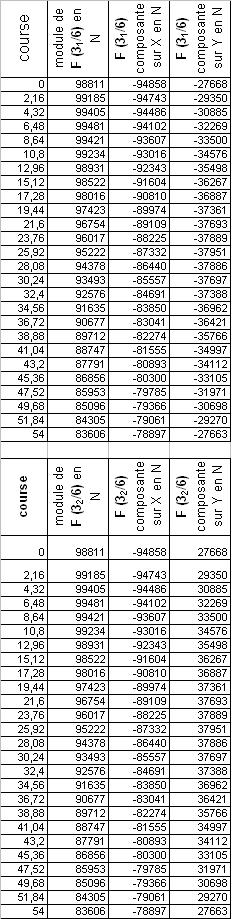 course module de F (3₁/6) en N F (3₁/6) composante sur X en N F (3₁/6) composante sur Y en N
0 98811 -94858 -27668
2,16 99185 -94743 -29350
4,32 99405 -94486 -30885
6,48 99481 -94102 -32269
8,64 99421 -93607 -33500
10,8 99234 -93016 -34576
12,96 98931 -92343 -35498
15,12 98522 -91604 -36267
17,28 98016 -90810 -36887
19,44 97423 -89974 -37361
21,6 96754 -89109 -37693
23,76 96017 -88225 -37889
25,92 95222 -87332 -37951
28,08 94378 -86440 -37886
30,24 93493 -85557 -37697
32,4 92576 -84691 -37388
34,56 91635 -83850 -36962
36,72 90677 -83041 -36421
38,88 89712 -82274 -35766
41,04 88747 -81555 -34997
43,2 87791 -80893 -34112
45,36 86856 -80300 -33105
47,52 85953 -79785 -31971
49,68 85096 -79366 -30698
51,84 84305 -79061 -29270
54 83606 -78897 -27663
course module de F (3₂/6) en N F (3₂/6) composante sur X en N F (3₂/6) composante sur Y en N
0 98811 -94858 27668
2,16 99185 -94743 29350
4,32 99405 -94486 30885
6,48 99481 -94102 32269
8,64 99421 -93607 33500
10,8 99234 -93016 34576
12,96 98931 -92343 35498
15,12 98522 -91604 36267
17,28 98016 -90810 36887
19,44 97423 -89974 37361
21,6 96754 -89109 37693
23,76 96017 -88225 37889
25,92 95222 -87332 37951
28,08 94378 -86440 37886
30,24 93493 -85557 37697
32,4 92576 -84691 37388
34,56 91635 -83850 36962
36,72 90677 -83041 36421
38,88 89712 -82274 35766
41,04 88747 -81555 34997
43,2 87791 -80893 34112
45,36 86856 -80300 33105
47,52 85953 -79785 31971
49,68 85096 -79366 30698
51,84 84305 -79061 29270
54 83606 -78897 27663